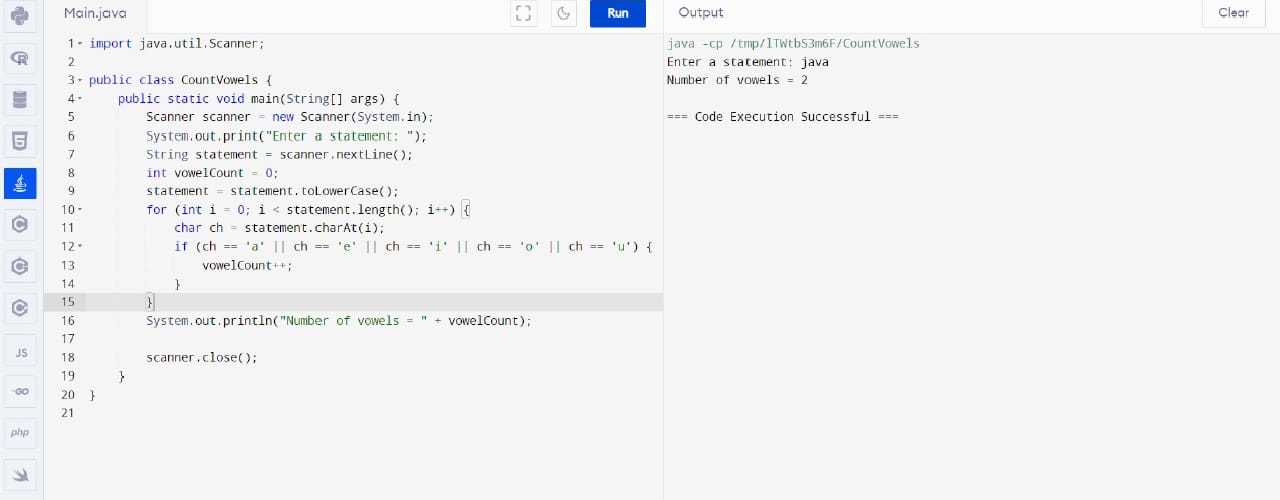 Main.java
Run
Output
Clear
1 import java.util.Scanner;
2
3 public class CountVowels {
4 public static void main(String[] args) {
5 Scanner scanner = new Scanner(System.in);
6 System.out.print("Enter a statement: ");
7 String statement = scanner.nextLine();
8 int vowelCount = 0;
9 statement = statement.toLowerCase();
10 for (int i = 0; i < statement.length(); i++) {
11 char ch = statement.charAt(i);
12 if (ch == 'a' || ch == 'e' || ch == 'i' || ch == 'o' || ch == 'u') {
13 vowelCount++;
14 }
15 }
16 System.out.println("Number of vowels = " + vowelCount);
17
18 scanner.close();
19 }
20 }
21
java -cp /tmp/lTWtbS3m6F/CountVowels
Enter a statement: java
Number of vowels = 2
=== Code Execution Successful ===
R
5
C
C
C
JS
GO
php